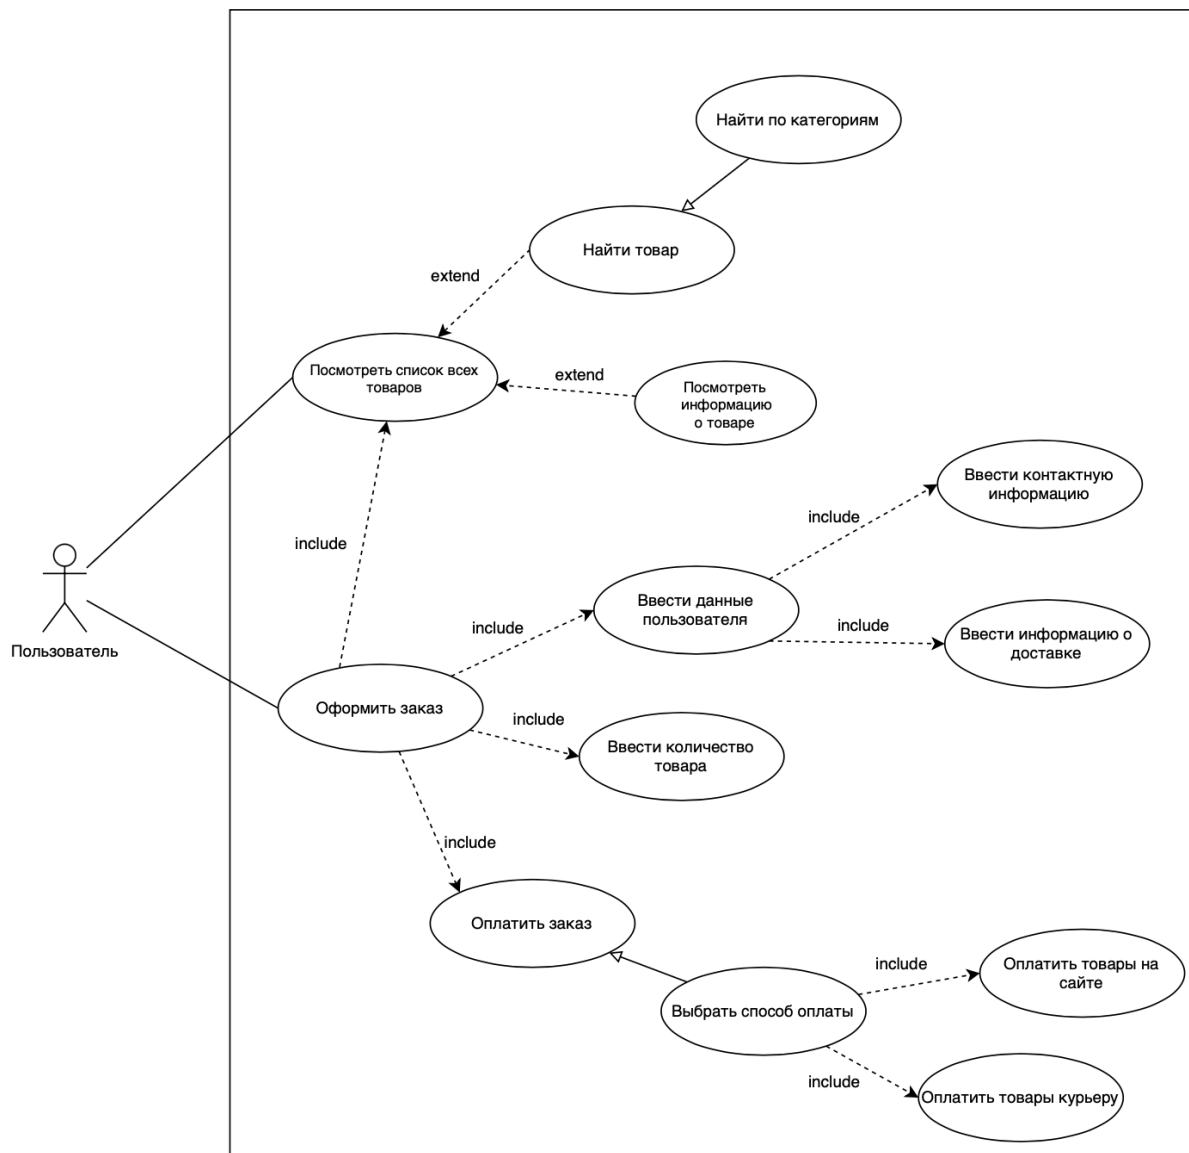 Найти по категориям
Найти товар
extend
Посмотреть список всех
товаров
extend
Посмотреть
информацию
о товаре
Ввести контактную
информацию
include
include
Ввести данные
пользователя
include
include
Ввести информацию о
доставке
Пользователь
Оформить заказ
include
Ввести количество
товара
include
Оплатить заказ
include
Оплатить товары на
сайте
Выбрать способ оплаты
include
Оплатить товары курьеру